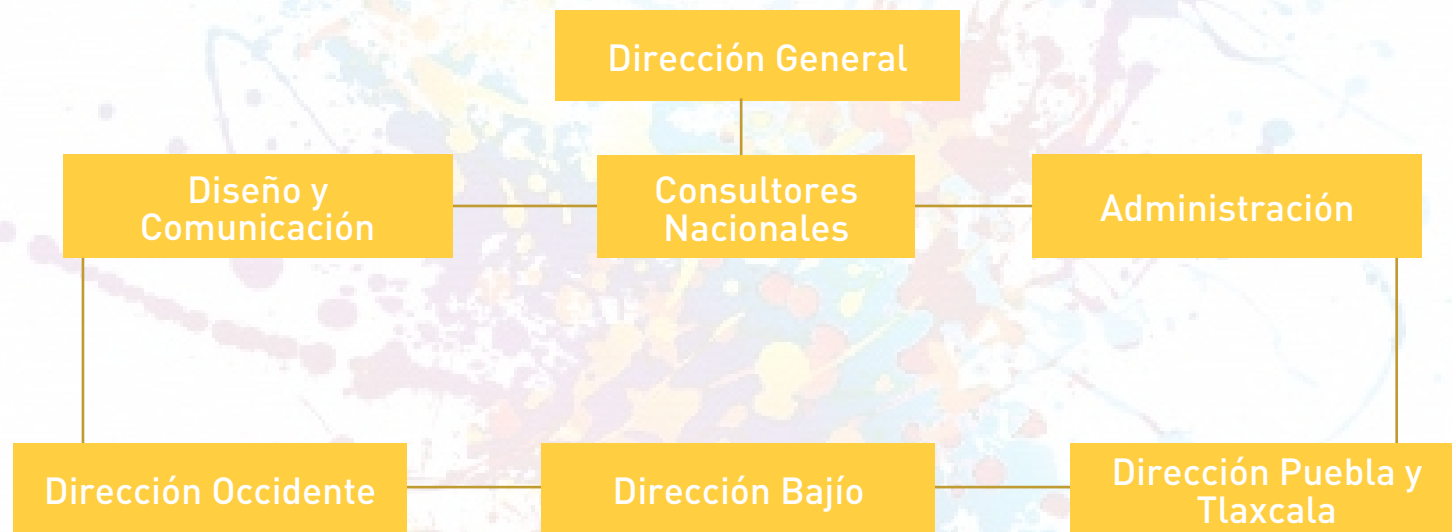 Dirección General
Diseño y
Comunicación
Consultores
Nacionales
Administración
Dirección Occidente
Dirección Bajío
Dirección Puebla y
Tlaxcala